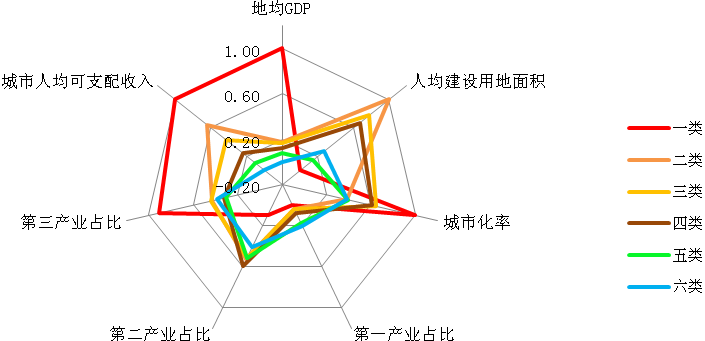 地均GDP
1.00
0.60
0.20
-0.20
人均建设用地面积
城市化率
第一产业占比
第二产业占比
第三产业占比
城市人均可支配收入
一类
二类
三类
四类
五类
六类